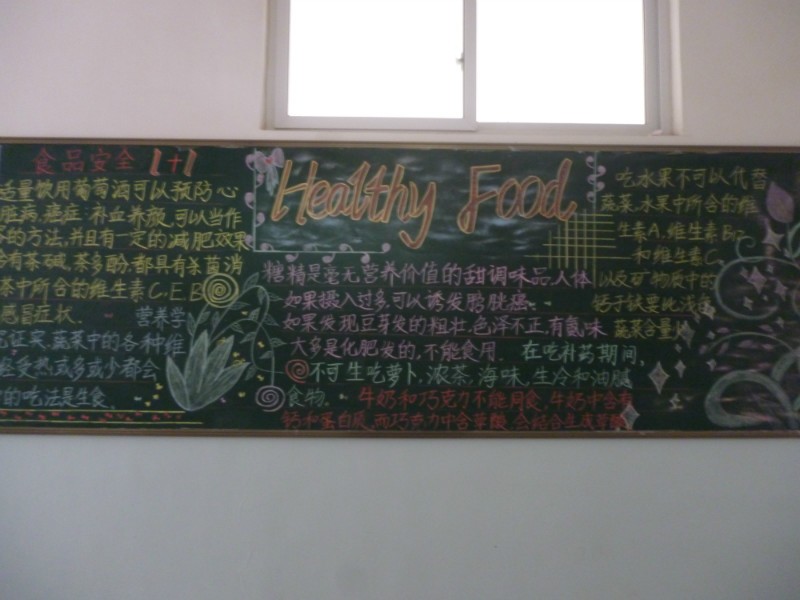 食品安全 1+1
适量饮用葡萄酒可以预防心
脏病,癌症,补血养颜,可以当作
的方法,并且有一定的减肥效果
含有茶碱,茶多酚.都具有杀菌消
茶中所含的维生素C.E.B
感冒症状、
营养学
证实,蔬菜中的各种维
受热或多或少都会
的吃法是生食、
Healthy Food.
糖精是毫无营养价值的甜调味品.人体
如果摄入过多,可以诱发膀胱癌、
如果发现豆芽发的粗壮,色泽不正,有氨味
大多是化肥发的,不能食用.
在吃补药期间,
不可生吃萝卜,浓茶,海味,生冷和油腻
食物.
牛奶和巧克力不能同食,牛奶中含有
钙和蛋白质,而巧克力中含草酸,会结合生成草酸
吃水果不可以代替
蔬菜.水果中所含的维
生素A.维生素B2
和维生素C
以及矿物质中的
钙子铁要比浅
蔬菜含量